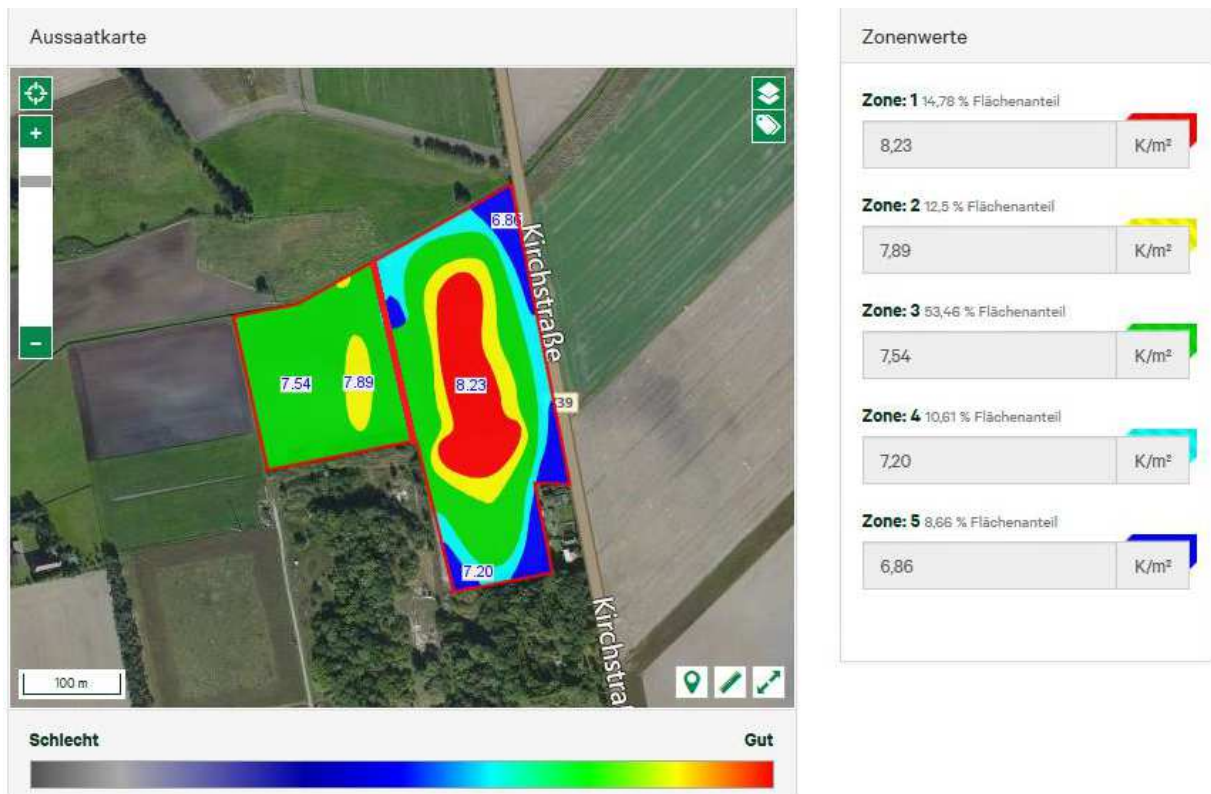 Aussaatkarte
+
−
6.86
Kirchstraße
7.54
7.89
8.23
39
7.20
Kirchstra
100 m
Schlecht
Gut
Zonenwerte
Zone: 1 14,78 % Flächenanteil
8,23 K/m²
Zone: 2 12,5 % Flächenanteil
7,89 K/m²
Zone: 3 53,46 % Flächenanteil
7,54 K/m²
Zone: 4 10,61 % Flächenanteil
7,20 K/m²
Zone: 5 8,66 % Flächenanteil
6,86 K/m²